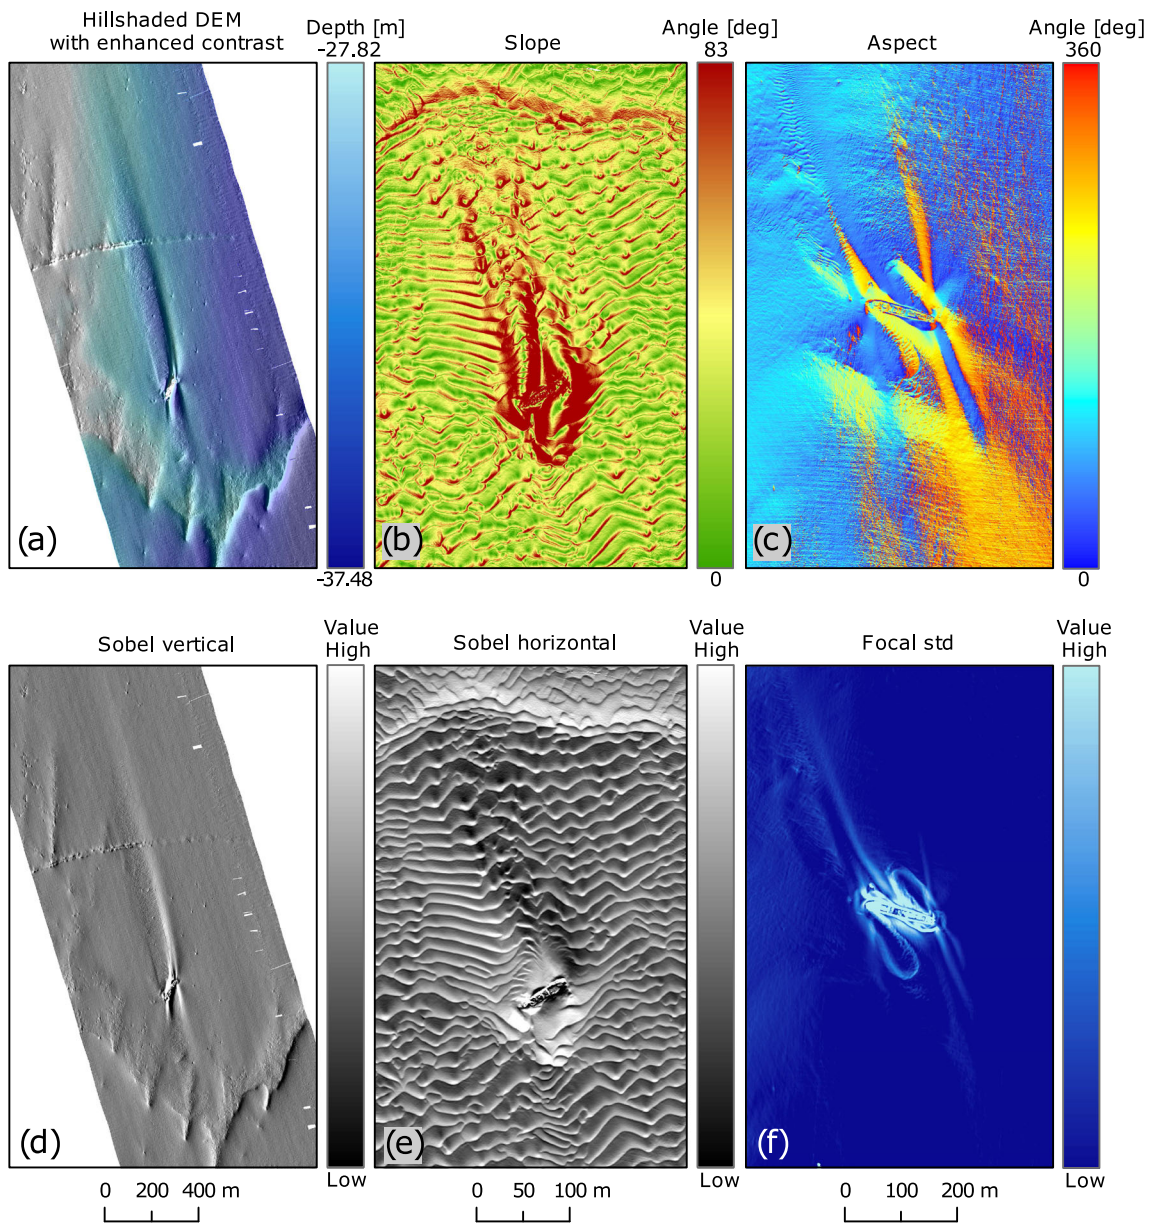 Hillshaded DEM
with enhanced contrast
Depth [m]
-27.82
-37.48
(a)
Slope
Angle [deg]
83
0
(b)
Aspect
Angle [deg]
360
0
(c)
Sobel vertical
Value
High
Low
(d)
0 200 400 m
Sobel horizontal
Value
High
Low
(e)
0 50 100 m
Focal std
Value
High
Low
(f)
0 100 200 m